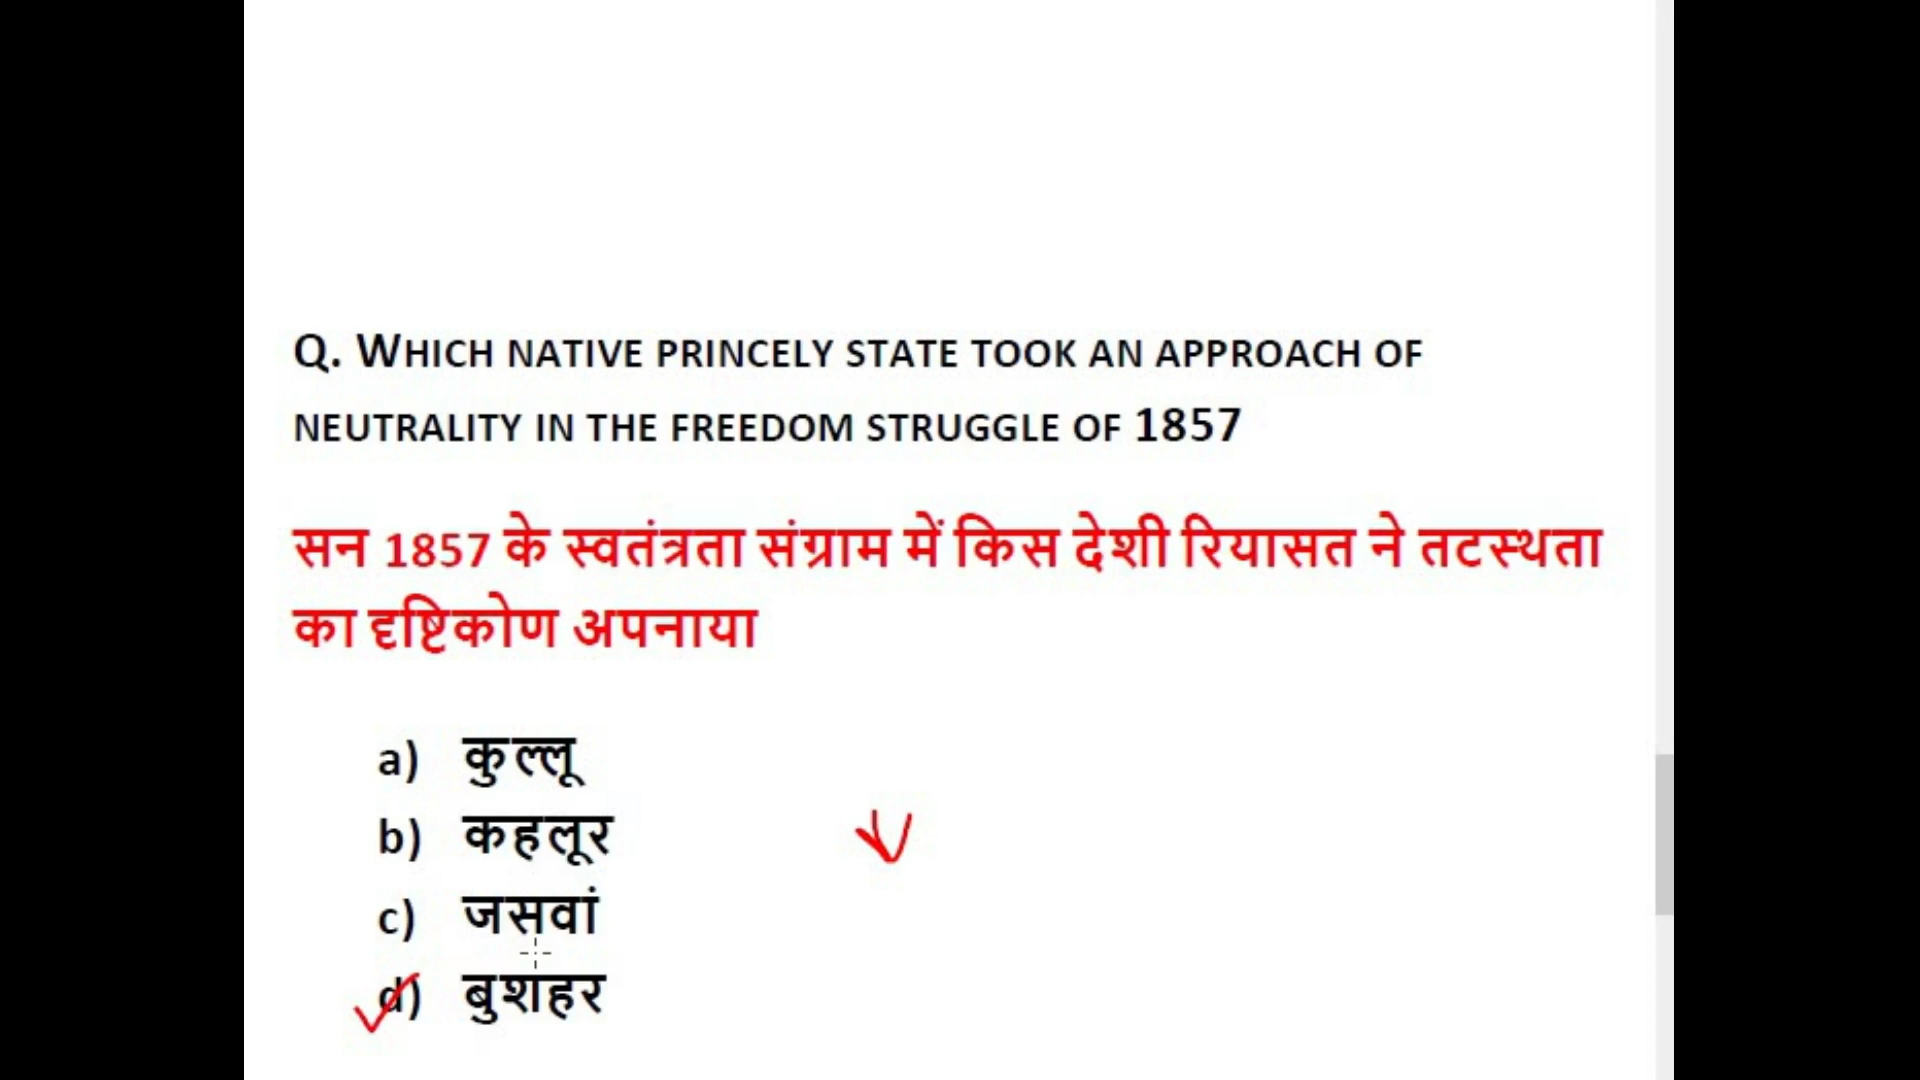 Q. WHICH NATIVE PRINCELY STATE TOOK AN APPROACH OF
NEUTRALITY IN THE FREEDOM STRUGGLE OF 1857
सन 1857 के स्वतंत्रता संग्राम में किस देशी रियासत ने तटस्थता
का दृष्टिकोण अपनाया
a) कुल्लू
b) कहलूर
c) जसवां
d) बुशहर